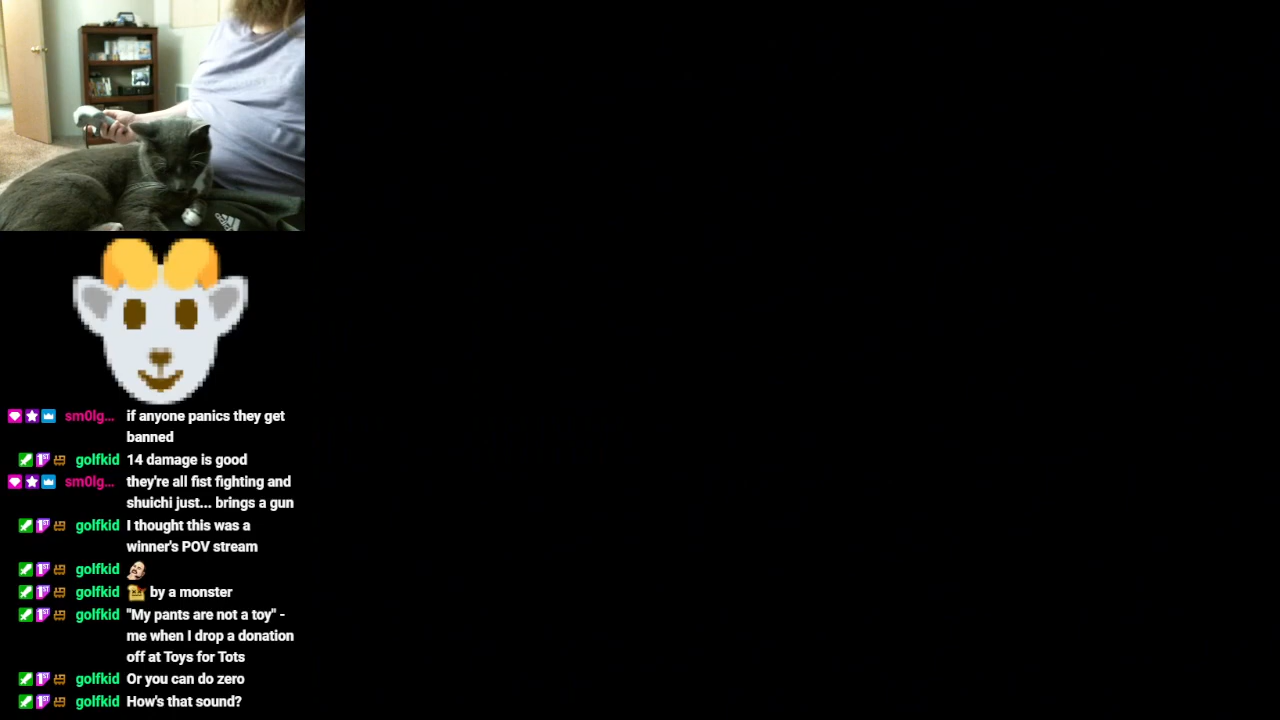 adidas
sm0lg... if anyone panics they get
banned
golfkid 14 damage is good
sm0lg... they're all fist fighting and
shuichi just... brings a gun
golfkid I thought this was a
winner's POV stream
golfkid
golfkid by a monster
golfkid "My pants are not a toy" -
me when I drop a donation
off at Toys for Tots
golfkid Or you can do zero
golfkid How's that sound?